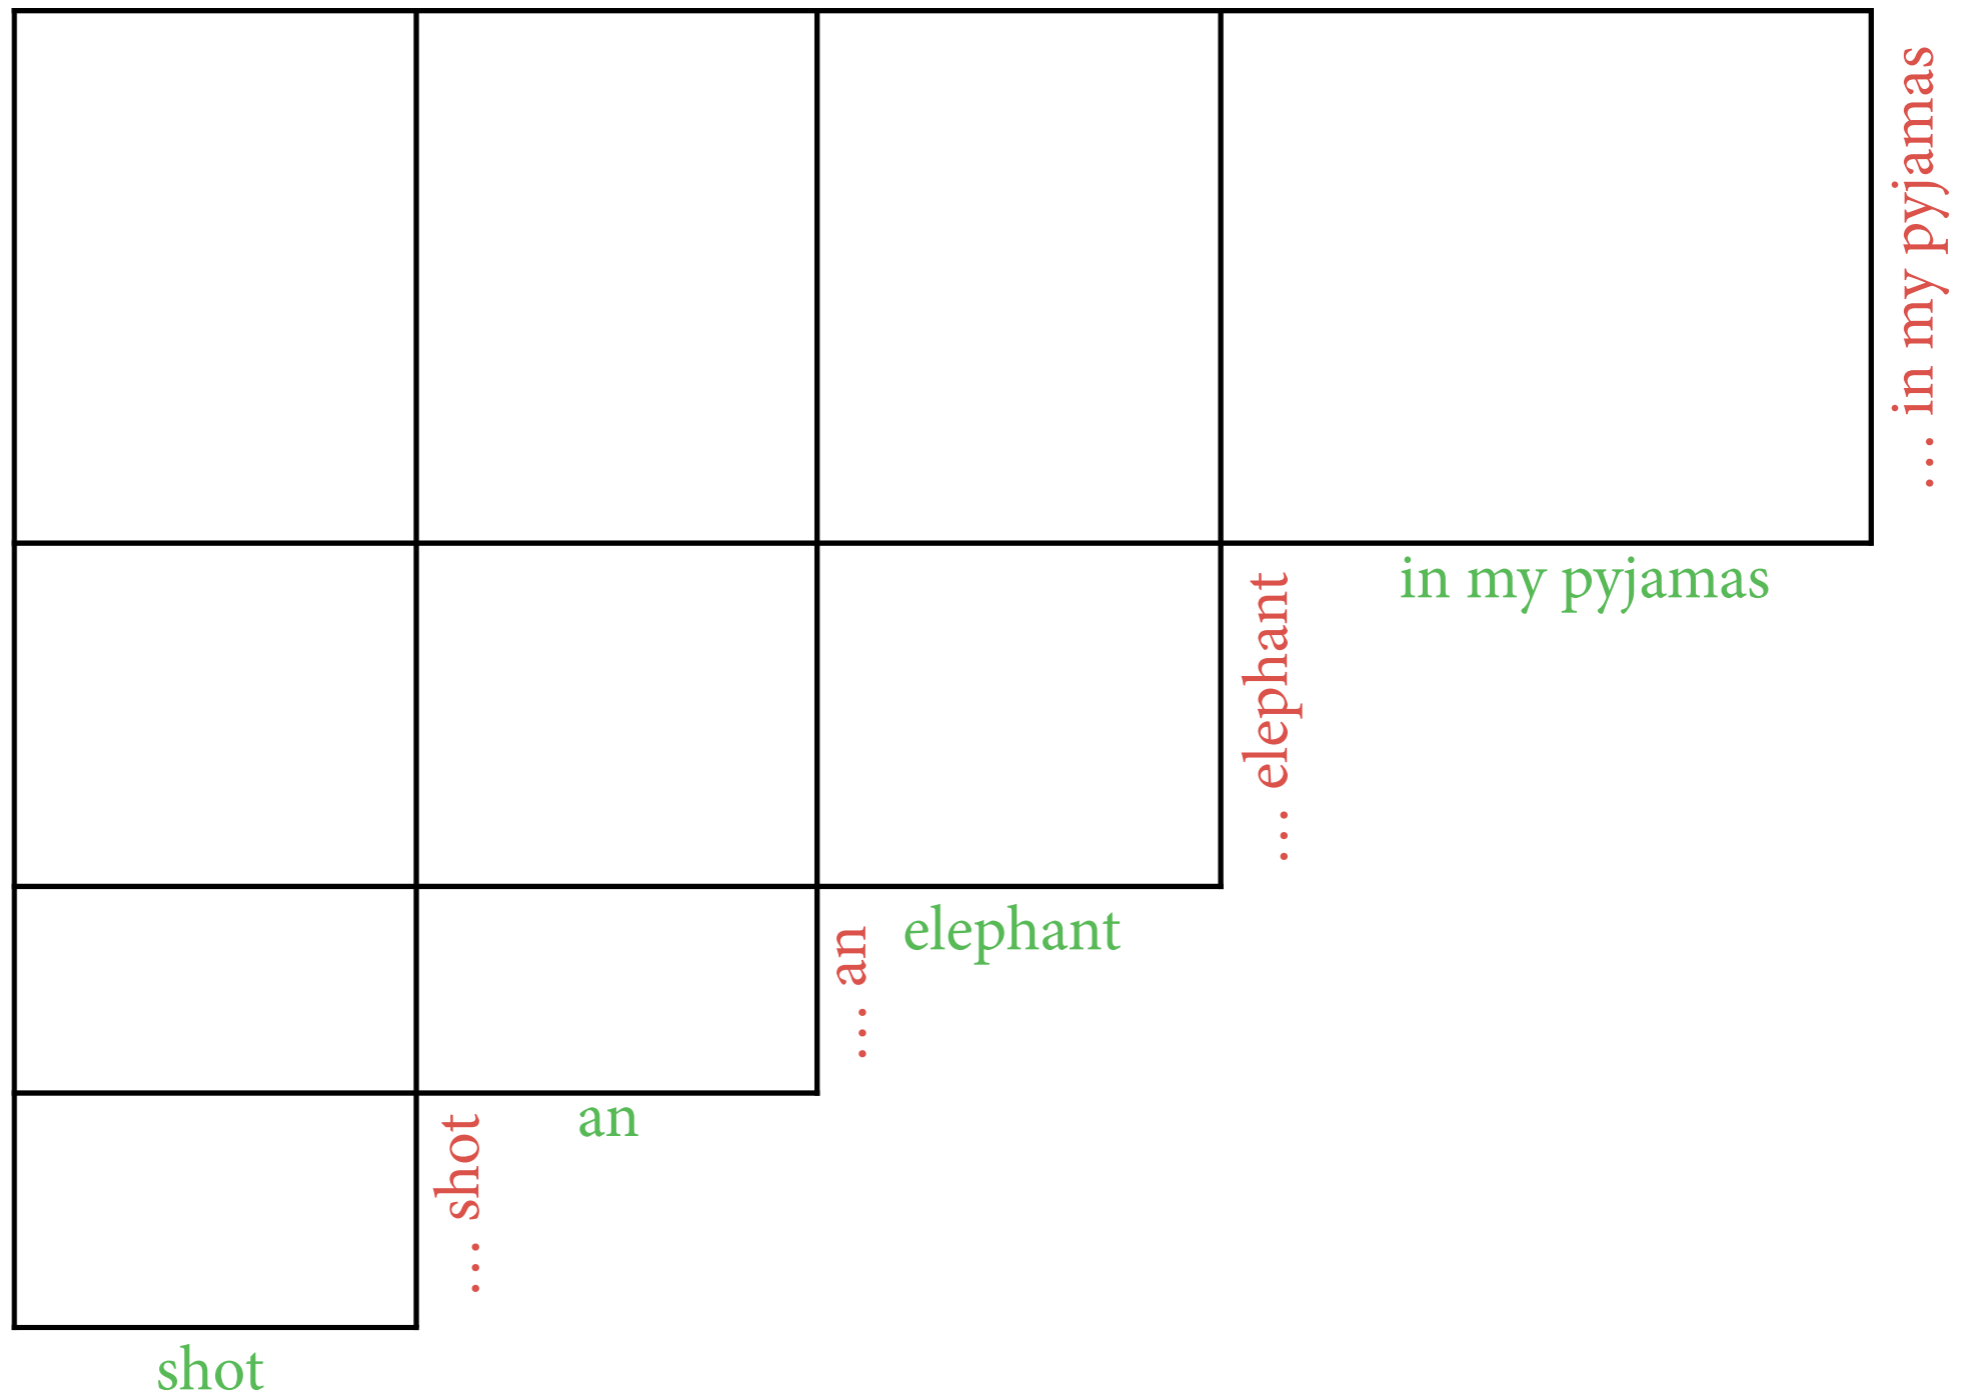 … in my pyjamas
in my pyjamas
… elephant
elephant
… an
an
… shot
shot